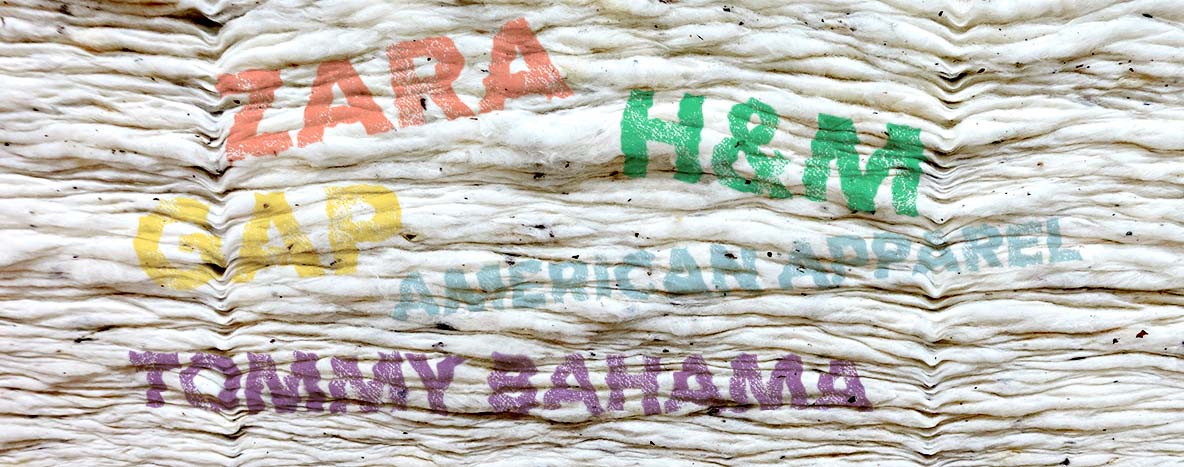 ZARA
H&M
GAP
AMERICAN APPAREL
TOMMY BAHAMA